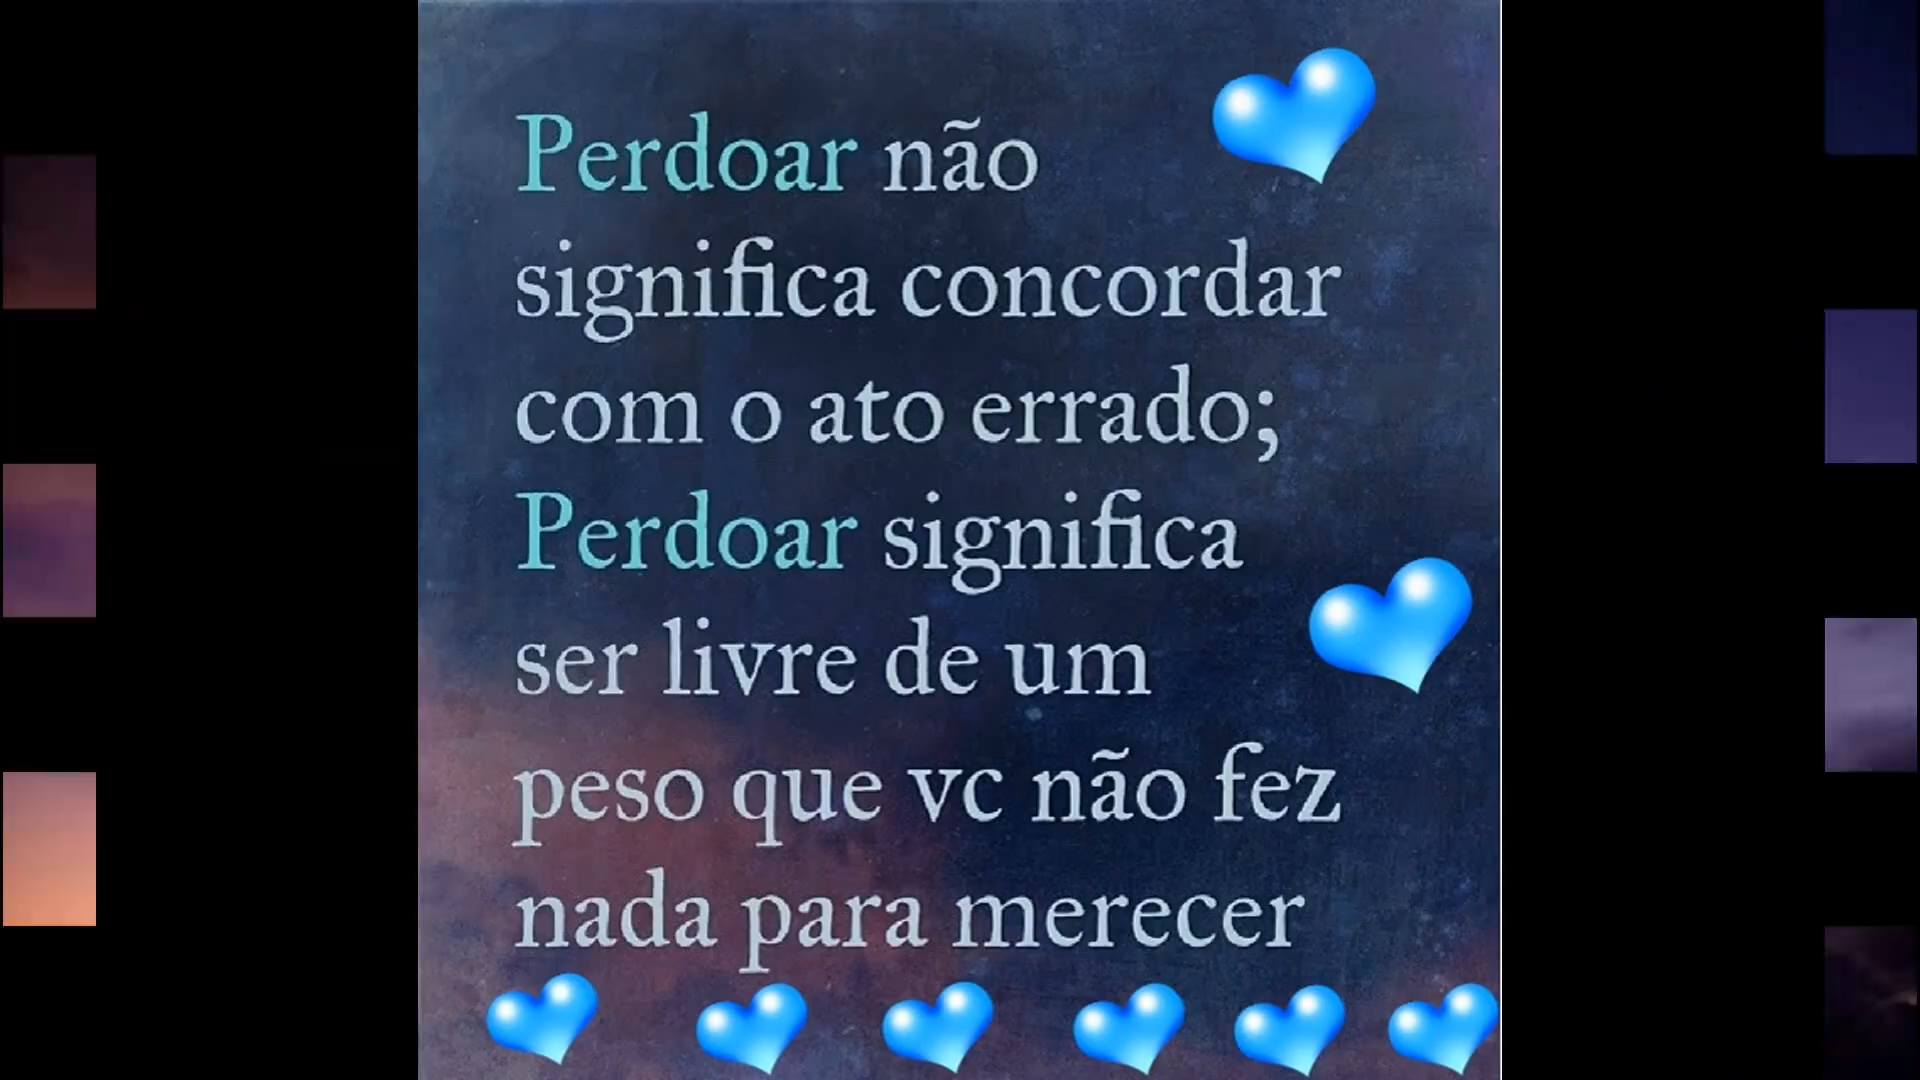 Perdoar não
significa concordar
com o ato errado;
Perdoar significa
ser livre de um
peso que vc não fez
nada para merecer